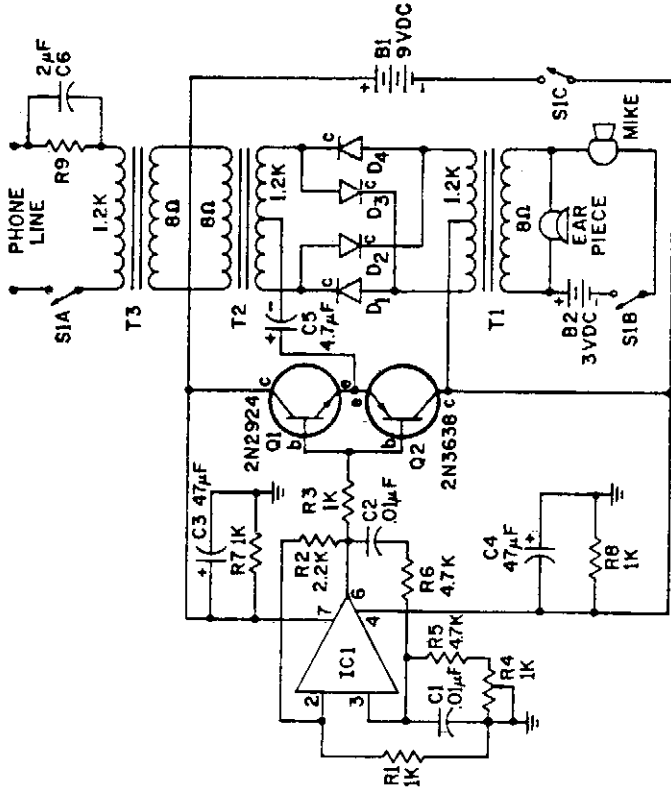 R1
1K
2
3
IC1
7
6
4
C1
.01µF
R4
1K
R5
4.7K
R6
4.7K
R2
2.2K
C2
.01µF
R3
1K
C3 47µF
+
R7 1K
C4
47µF
+
R8
1K
2N2924
Q1
b
c
e
2N3638
Q2
b
e
c
C5
4.7µF
+
-
PHONE
LINE
S1A
R9
2µF
C6
T3
1.2K
8Ω
T2
8Ω
1.2K
D1
c
D2
c
D3
c
D4
c
T1
1.2K
8Ω
EAR
PIECE
MIKE
B2
3VDC
+
-
S1B
B1
9VDC
+
-
S1C